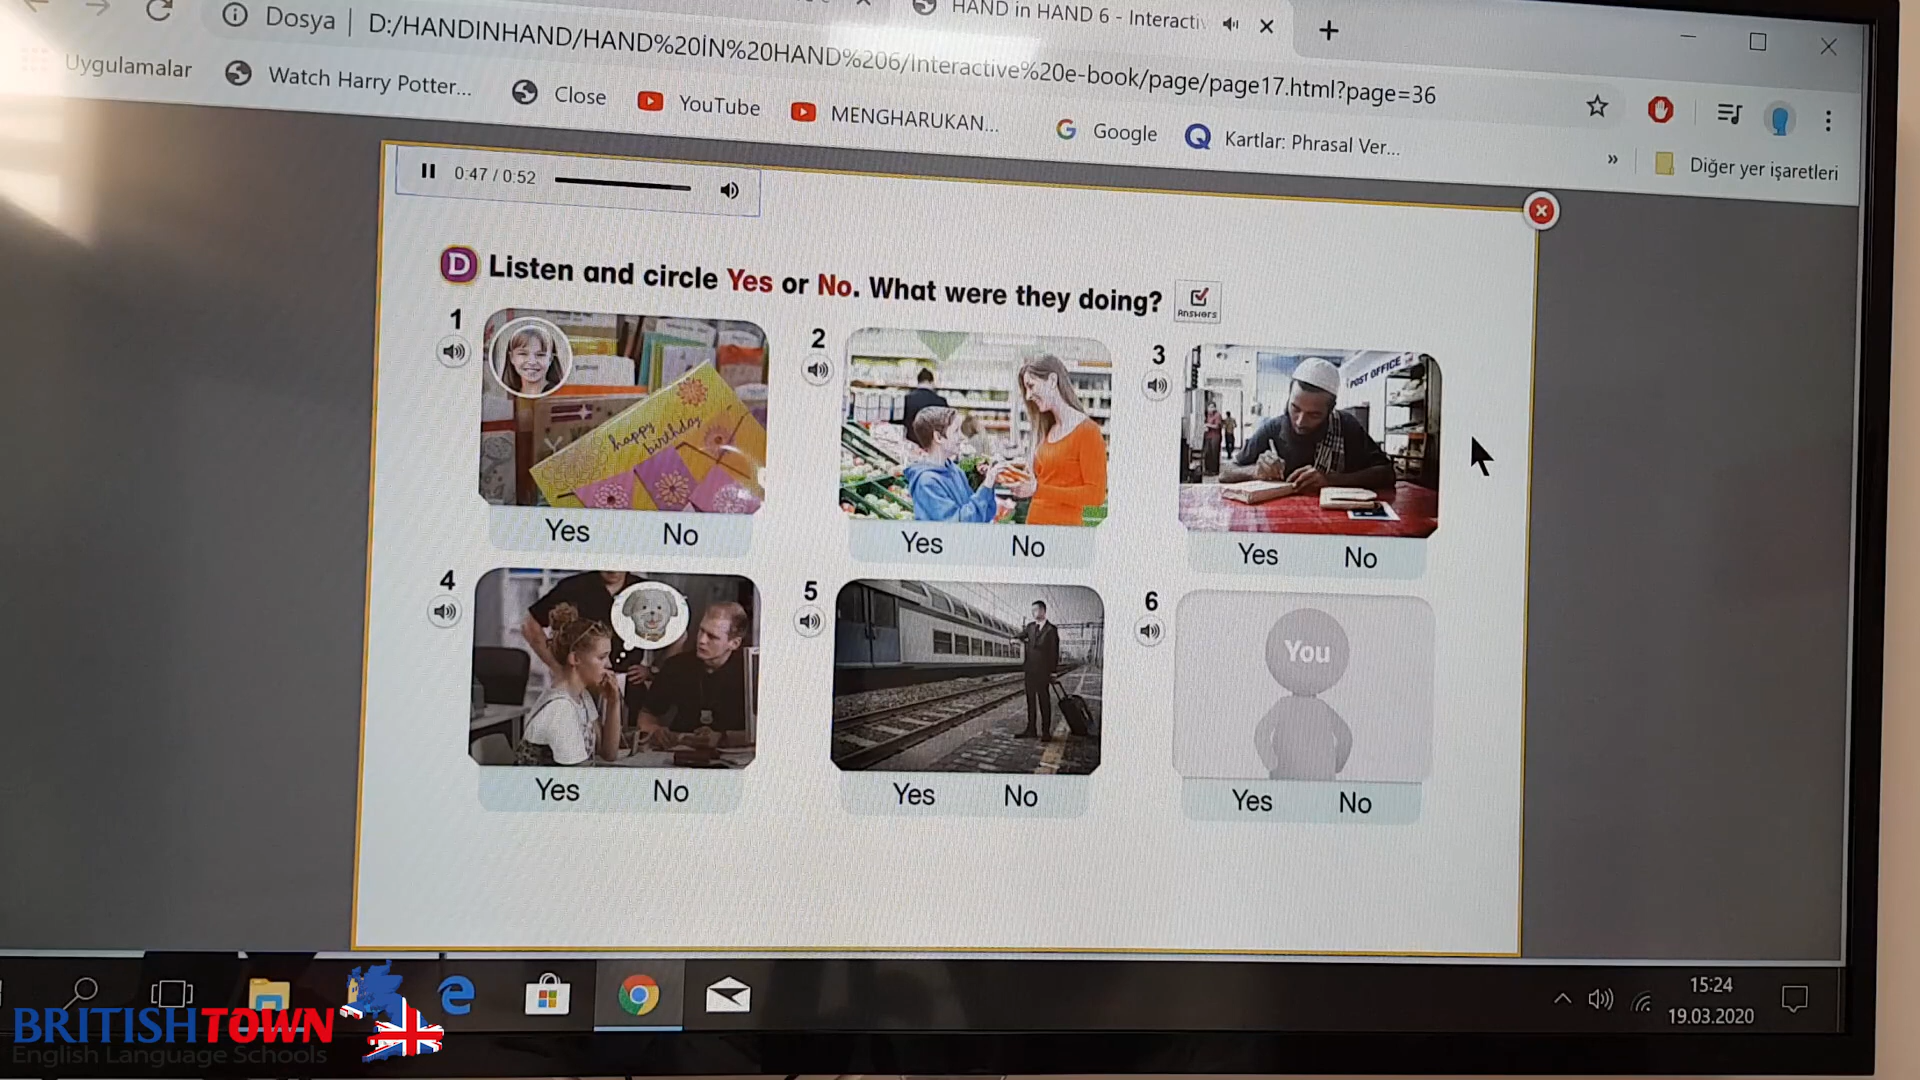 HAND in HAND 6 - Interacti
Dosya | D:/HANDINHAND/HAND%20İN%20HAND%206/Interactive%20e-book/page/page17.html?page=36
Uygulamalar
Watch Harry Potter...
Close
YouTube
MENGHARUKAN...
Google
Kartlar: Phrasal Ver...
»
Diğer yer işaretleri
0:47 / 0:52
D Listen and circle Yes or No. What were they doing?
Answers
1
happy
birthday
Yes No
2
Yes No
3
POST OFFICE
Yes No
4
Yes No
5
Yes No
6
You
Yes No
15:24
19.03.2020
BRITISHTOWN
English Language Schools